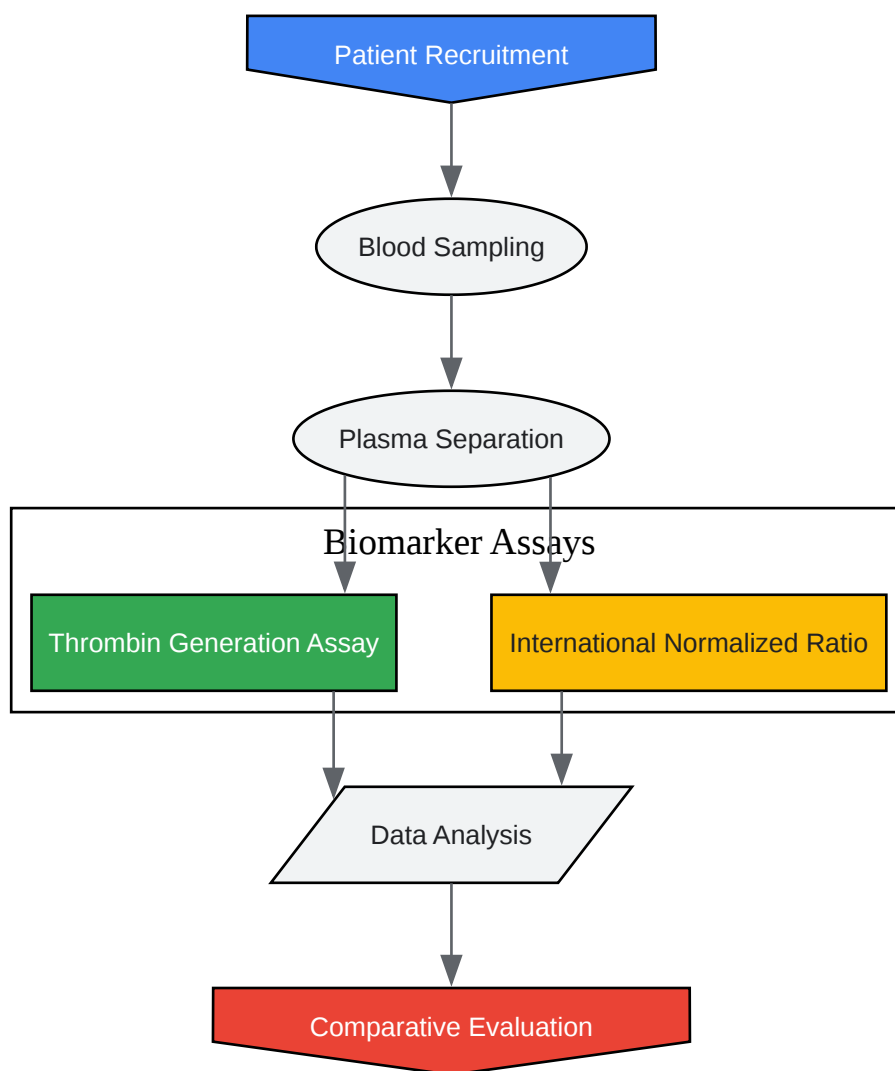 Patient Recruitment
Blood Sampling
Plasma Separation
Biomarker Assays
Thrombin Generation Assay
International Normalized Ratio
Data Analysis
Comparative Evaluation